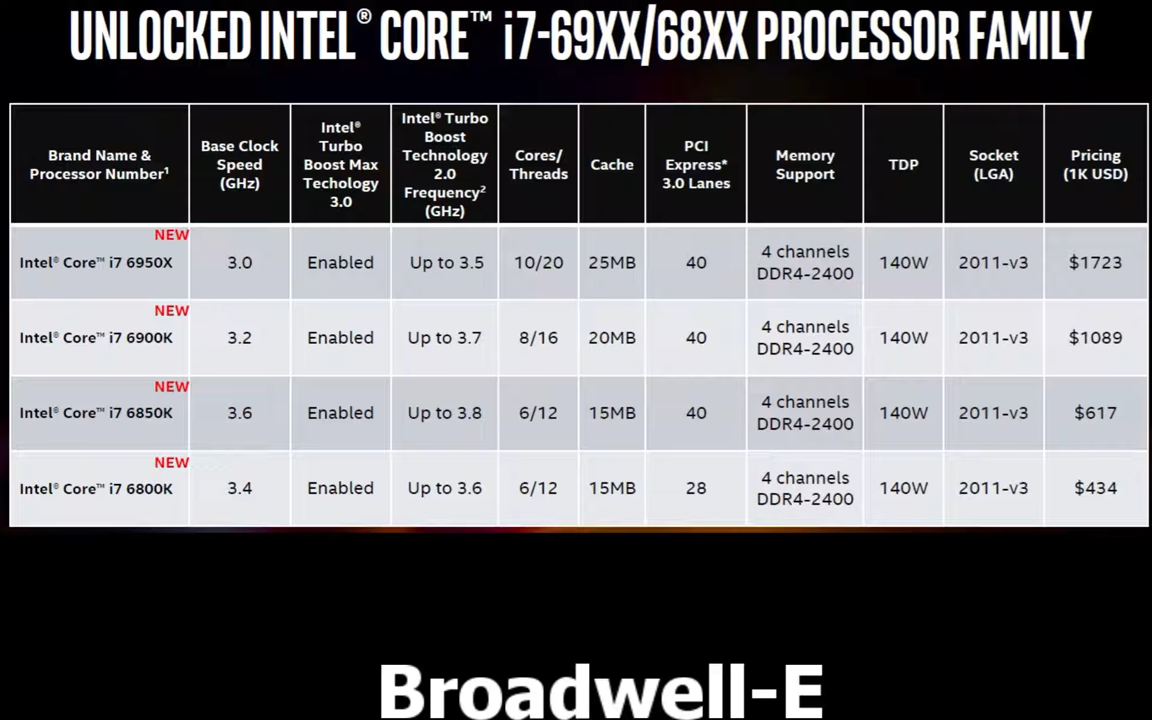 UNLOCKED INTEL® CORE™ i7-69XX/68XX PROCESSOR FAMILY
Brand Name &
Processor Number¹
Base Clock
Speed
(GHz)
Intel®
Turbo
Boost Max
Techology
3.0
Intel® Turbo
Boost
Technology
2.0
Frequency²
(GHz)
Cores/
Threads
Cache
PCI
Express*
3.0 Lanes
Memory
Support
TDP
Socket
(LGA)
Pricing
(1K USD)
NEW
Intel® Core™ i7 6950X
3.0
Enabled
Up to 3.5
10/20
25MB
40
4 channels
DDR4-2400
140W
2011-v3
$1723
NEW
Intel® Core™ i7 6900K
3.2
Enabled
Up to 3.7
8/16
20MB
40
4 channels
DDR4-2400
140W
2011-v3
$1089
NEW
Intel® Core™ i7 6850K
3.6
Enabled
Up to 3.8
6/12
15MB
40
4 channels
DDR4-2400
140W
2011-v3
$617
NEW
Intel® Core™ i7 6800K
3.4
Enabled
Up to 3.6
6/12
15MB
28
4 channels
DDR4-2400
140W
2011-v3
$434
Broadwell-E